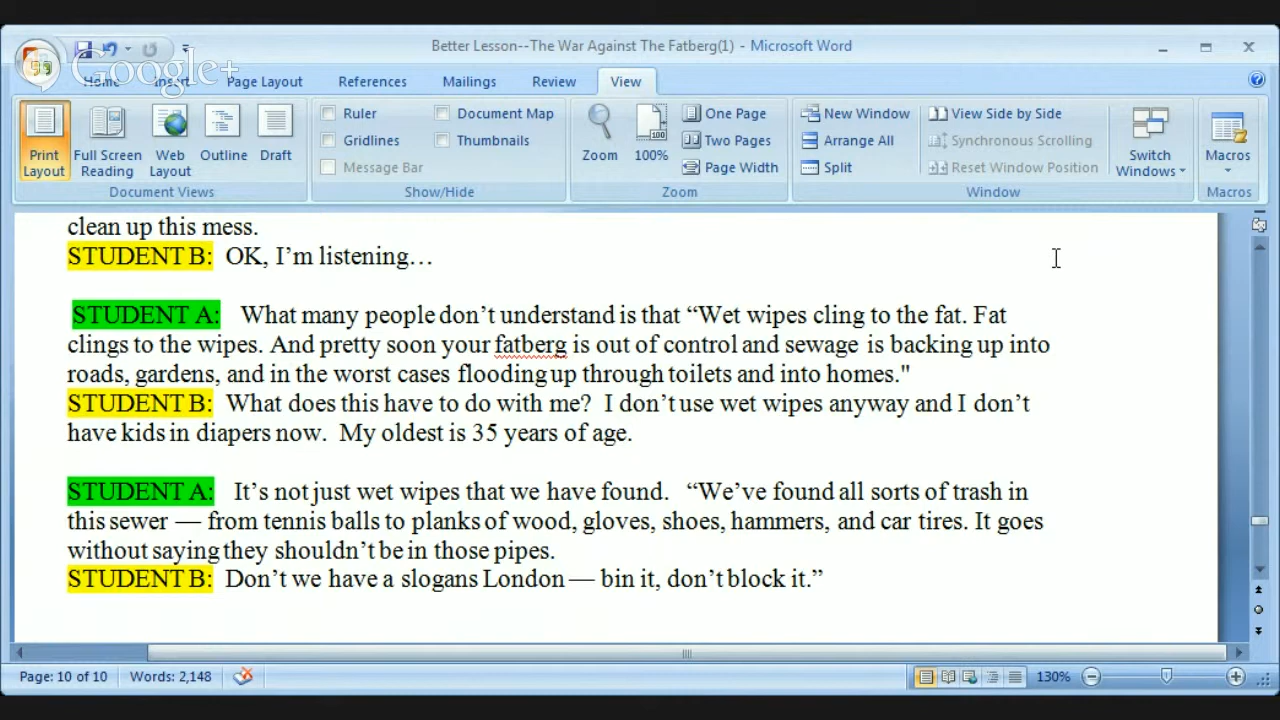 Better Lesson--The War Against The Fatberg(1) - Microsoft Word
Google+
Home Insert Page Layout References Mailings Review View
Ruler Document Map One Page New Window View Side by Side
Gridlines Thumbnails Two Pages Arrange All Synchronous Scrolling
Message Bar Page Width Split Reset Window Position
Print Layout Full Screen Reading Web Layout Outline Draft Zoom 100% Switch Windows Macros
Document Views Show/Hide Zoom Window Macros
clean up this mess.
STUDENT B: OK, I’m listening…
STUDENT A: What many people don’t understand is that “Wet wipes cling to the fat. Fat
clings to the wipes. And pretty soon your fatberg is out of control and sewage is backing up into
roads, gardens, and in the worst cases flooding up through toilets and into homes."
STUDENT B: What does this have to do with me? I don’t use wet wipes anyway and I don’t
have kids in diapers now. My oldest is 35 years of age.
STUDENT A: It’s not just wet wipes that we have found. “We’ve found all sorts of trash in
this sewer — from tennis balls to planks of wood, gloves, shoes, hammers, and car tires. It goes
without saying they shouldn’t be in those pipes.
STUDENT B: Don’t we have a slogans London — bin it, don’t block it.”
Page: 10 of 10 Words: 2,148 130%